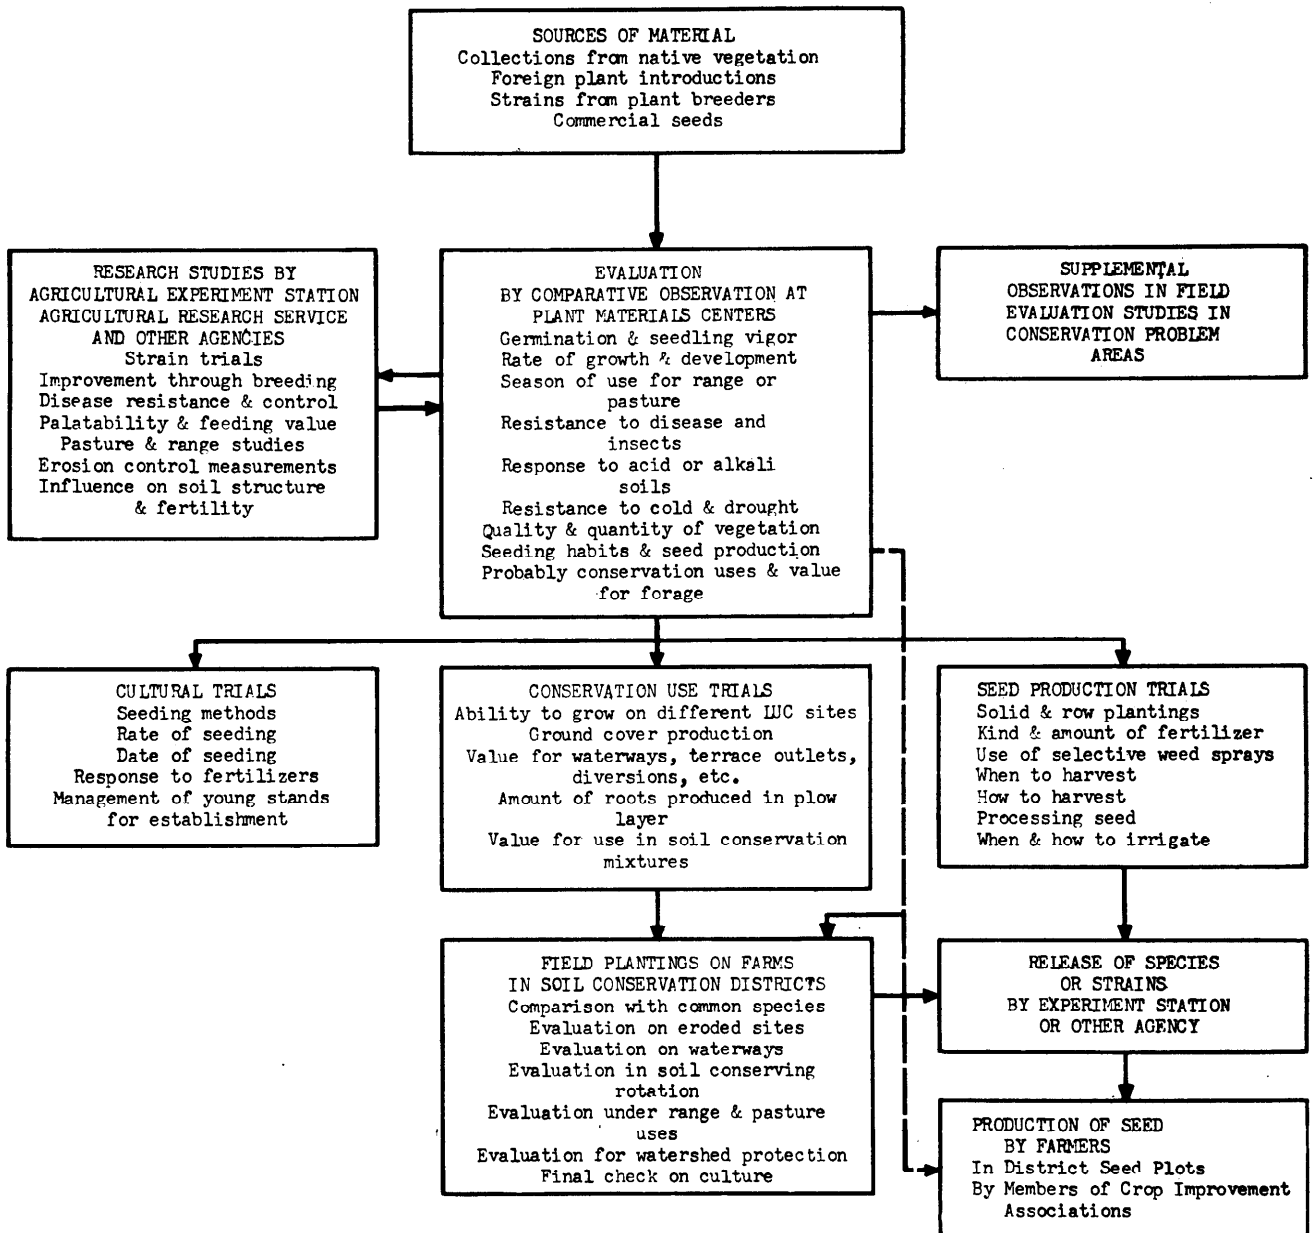 SOURCES OF MATERIAL
Collections from native vegetation
Foreign plant introductions
Strains from plant breeders
Commercial seeds
RESEARCH STUDIES BY
AGRICULTURAL EXPERIMENT STATION
AGRICULTURAL RESEARCH SERVICE
AND OTHER AGENCIES
Strain trials
Improvement through breeding
Disease resistance & control
Palatability & feeding value
Pasture & range studies
Erosion control measurements
Influence on soil structure
& fertility
EVALUATION
BY COMPARATIVE OBSERVATION AT
PLANT MATERIALS CENTERS
Germination & seedling vigor
Rate of growth & development
Season of use for range or
pasture
Resistance to disease and
insects
Response to acid or alkali
soils
Resistance to cold & drought
Quality & quantity of vegetation
Seeding habits & seed production
Probably conservation uses & value
for forage
SUPPLEMENTAL
OBSERVATIONS IN FIELD
EVALUATION STUDIES IN
CONSERVATION PROBLEM
AREAS
CULTURAL TRIALS
Seeding methods
Rate of seeding
Date of seeding
Response to fertilizers
Management of young stands
for establishment
CONSERVATION USE TRIALS
Ability to grow on different LUC sites
Ground cover production
Value for waterways, terrace outlets,
diversions, etc.
Amount of roots produced in plow
layer
Value for use in soil conservation
mixtures
SEED PRODUCTION TRIALS
Solid & row plantings
Kind & amount of fertilizer
Use of selective weed sprays
When to harvest
How to harvest
Processing seed
When & how to irrigate
FIELD PLANTINGS ON FARMS
IN SOIL CONSERVATION DISTRICTS
Comparison with common species
Evaluation on eroded sites
Evaluation on waterways
Evaluation in soil conserving
rotation
Evaluation under range & pasture
uses
Evaluation for watershed protection
Final check on culture
RELEASE OF SPECIES
OR STRAINS
BY EXPERIMENT STATION
OR OTHER AGENCY
PRODUCTION OF SEED
BY FARMERS
In District Seed Plots
By Members of Crop Improvement
Associations